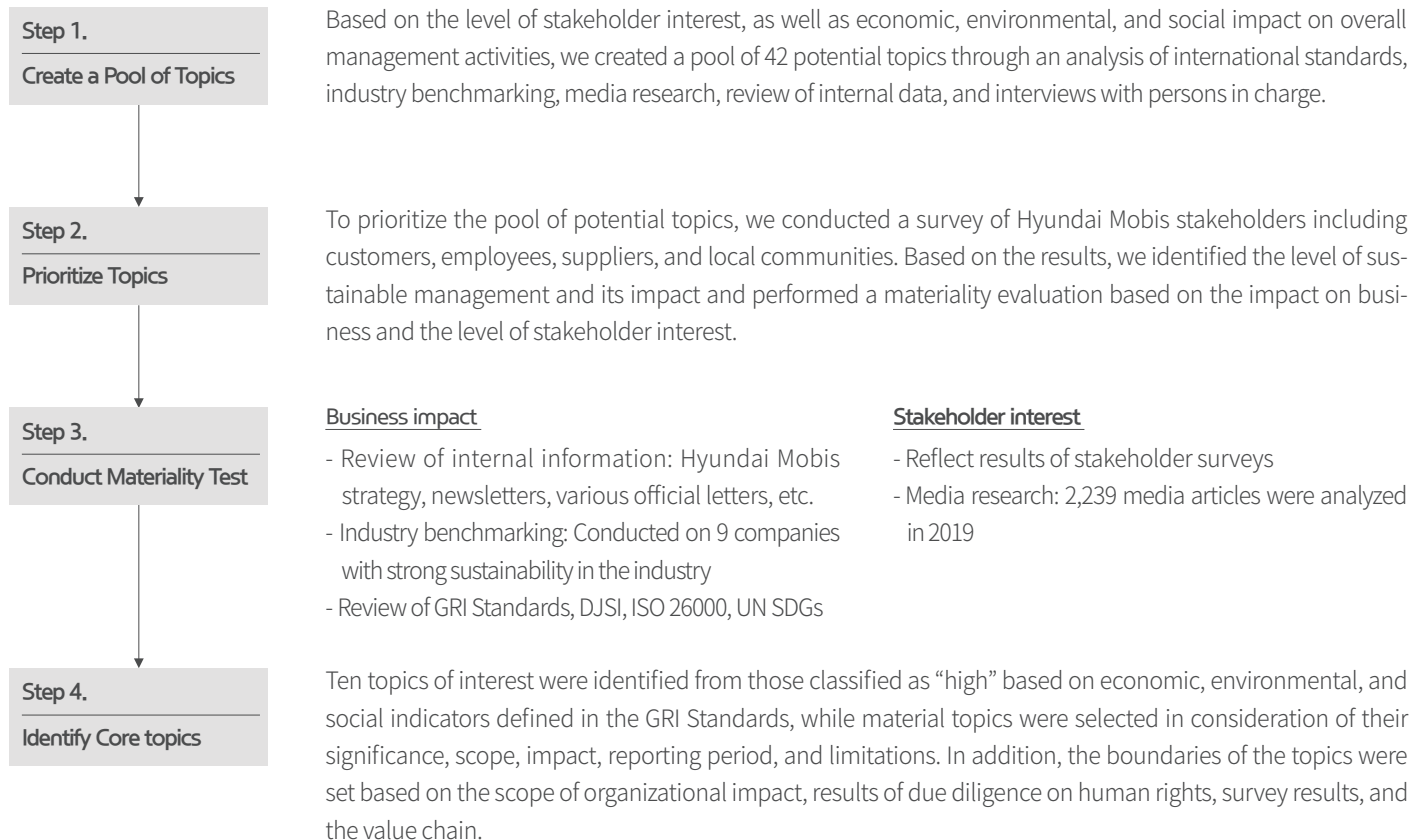 Step 1.
Create a Pool of Topics
Based on the level of stakeholder interest, as well as economic, environmental, and social impact on overall
management activities, we created a pool of 42 potential topics through an analysis of international standards,
industry benchmarking, media research, review of internal data, and interviews with persons in charge.
Step 2.
Prioritize Topics
To prioritize the pool of potential topics, we conducted a survey of Hyundai Mobis stakeholders including
customers, employees, suppliers, and local communities. Based on the results, we identified the level of sus-
tainable management and its impact and performed a materiality evaluation based on the impact on busi-
ness and the level of stakeholder interest.
Step 3.
Conduct Materiality Test
Business impact
- Review of internal information: Hyundai Mobis
strategy, newsletters, various official letters, etc.
- Industry benchmarking: Conducted on 9 companies
with strong sustainability in the industry
- Review of GRI Standards, DJSI, ISO 26000, UN SDGs
Stakeholder interest
- Reflect results of stakeholder surveys
- Media research: 2,239 media articles were analyzed
in 2019
Step 4.
Identify Core topics
Ten topics of interest were identified from those classified as “high” based on economic, environmental, and
social indicators defined in the GRI Standards, while material topics were selected in consideration of their
significance, scope, impact, reporting period, and limitations. In addition, the boundaries of the topics were
set based on the scope of organizational impact, results of due diligence on human rights, survey results, and
the value chain.